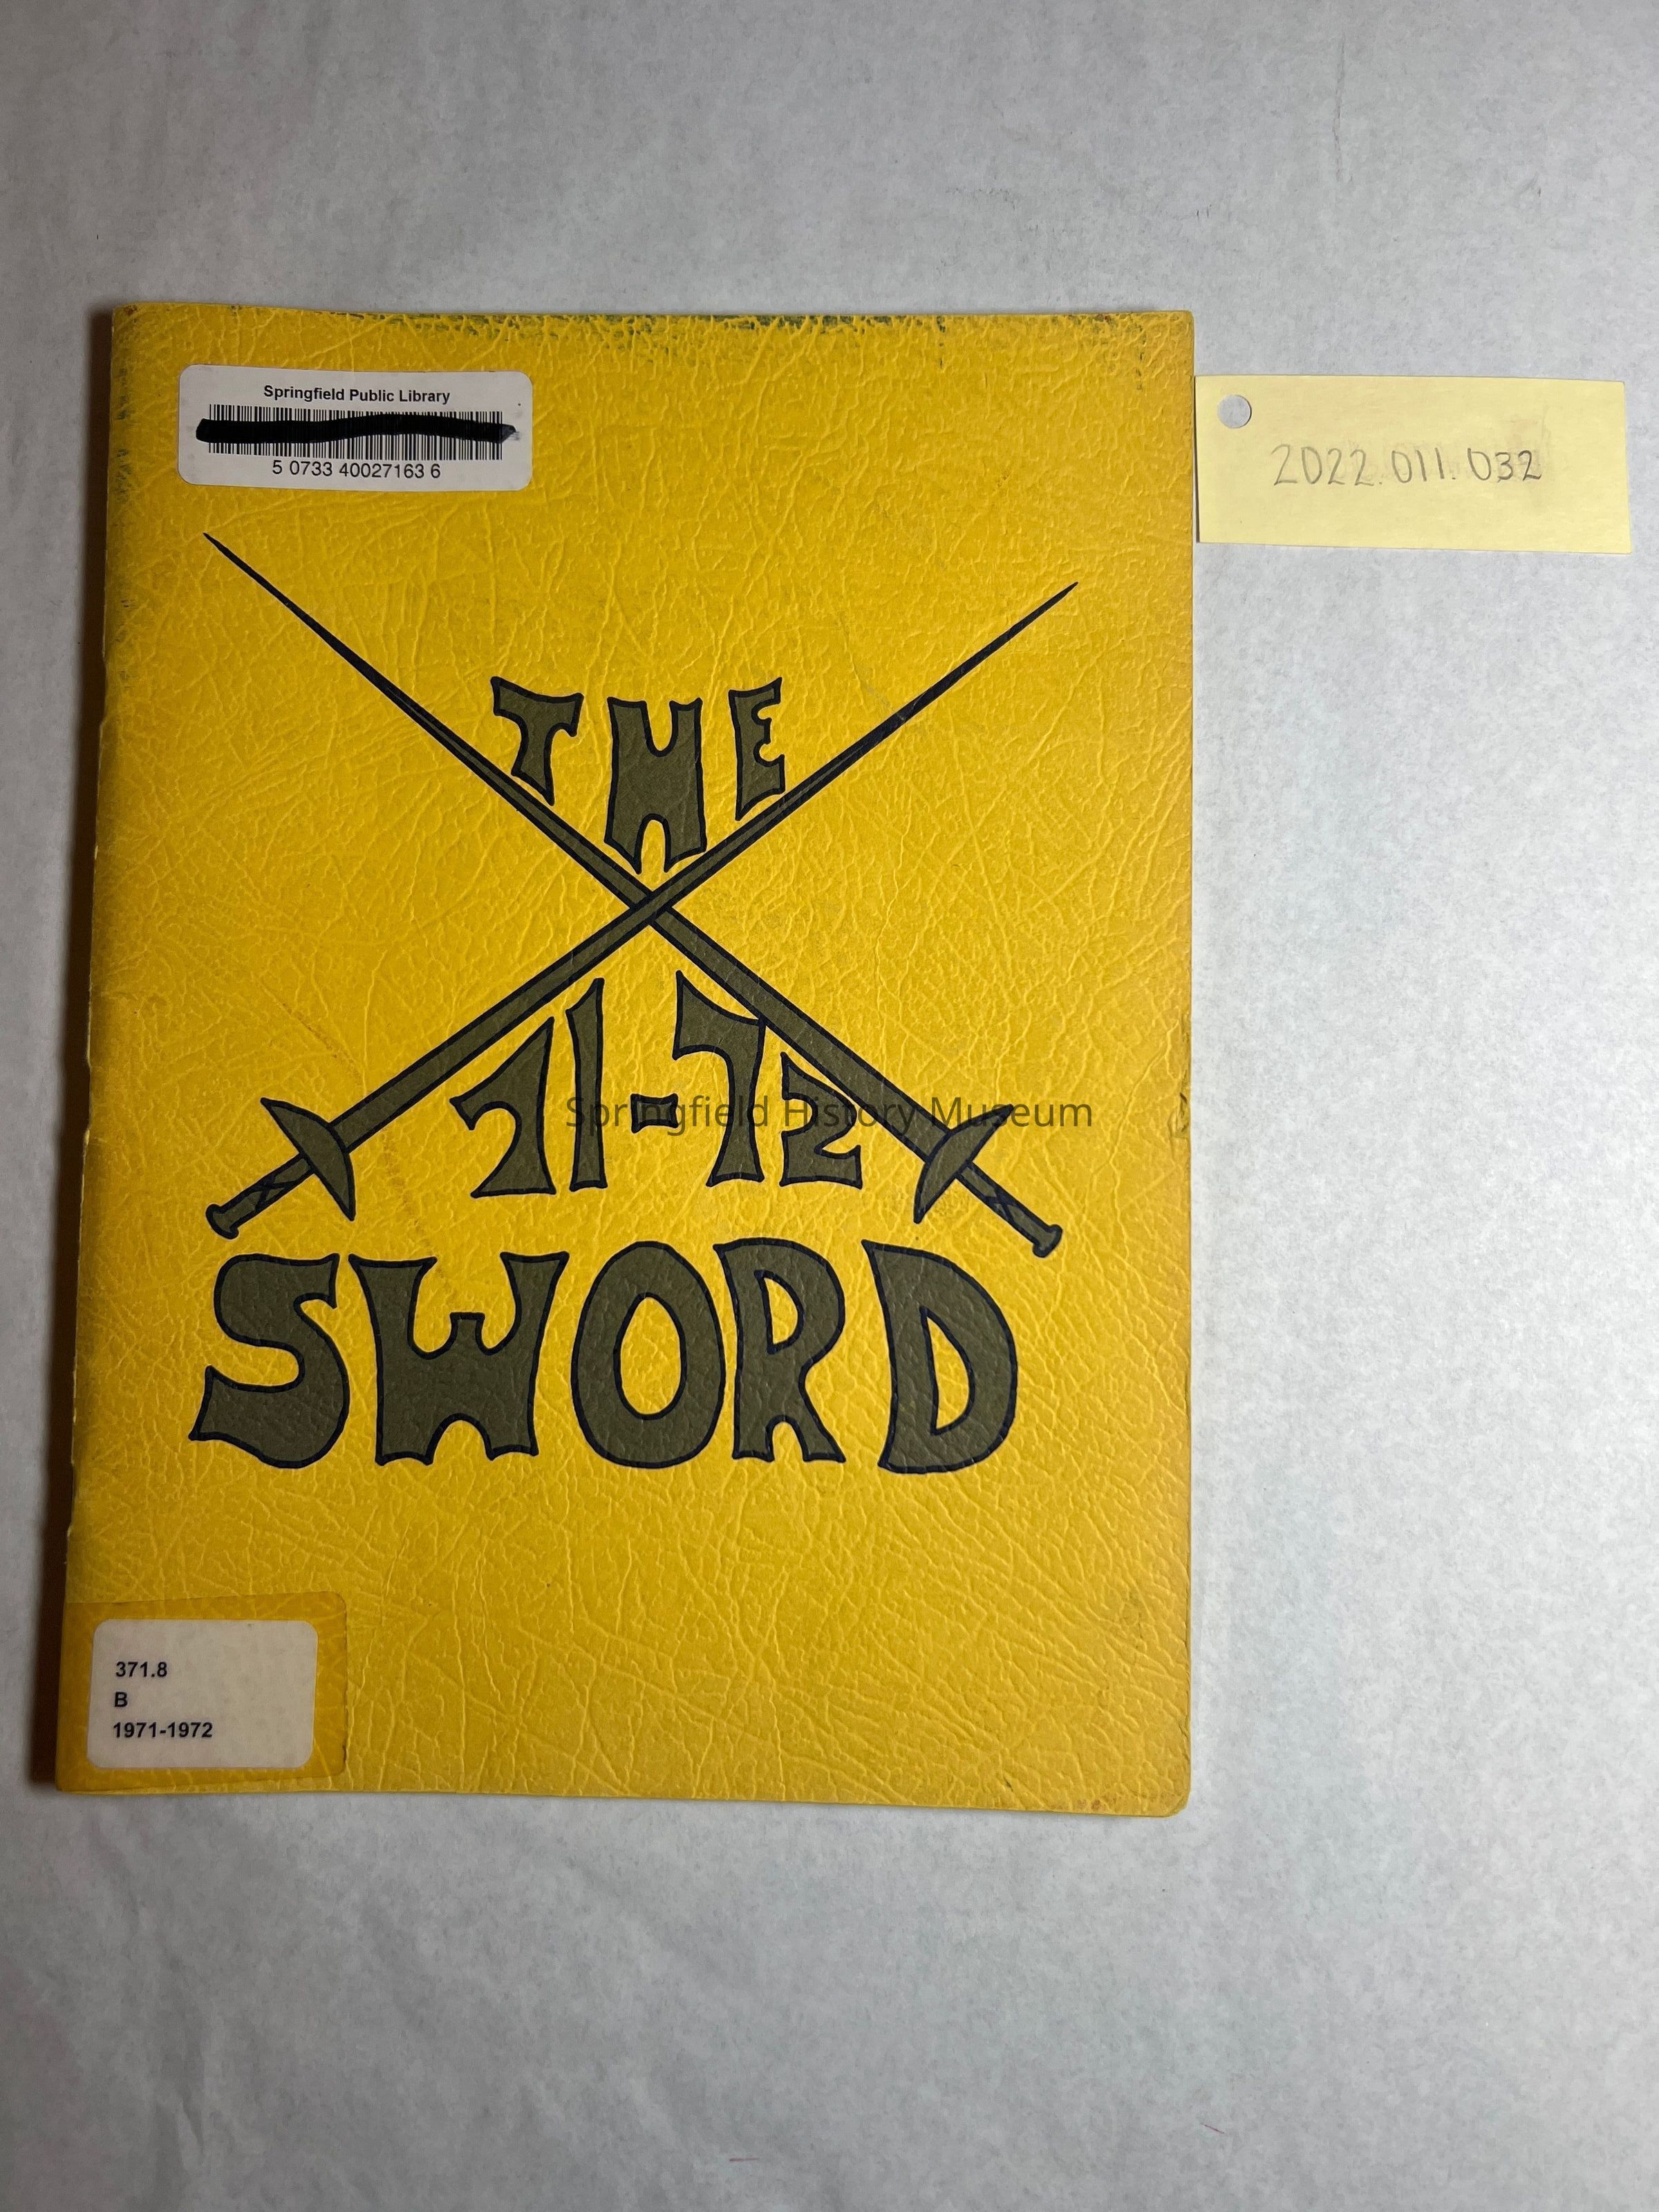 Springfield Public Library
5 0733 40027163 6
2022.011.032
THE
71-72
Springfield History Museum
SWORD
371.8
B
1971-1972